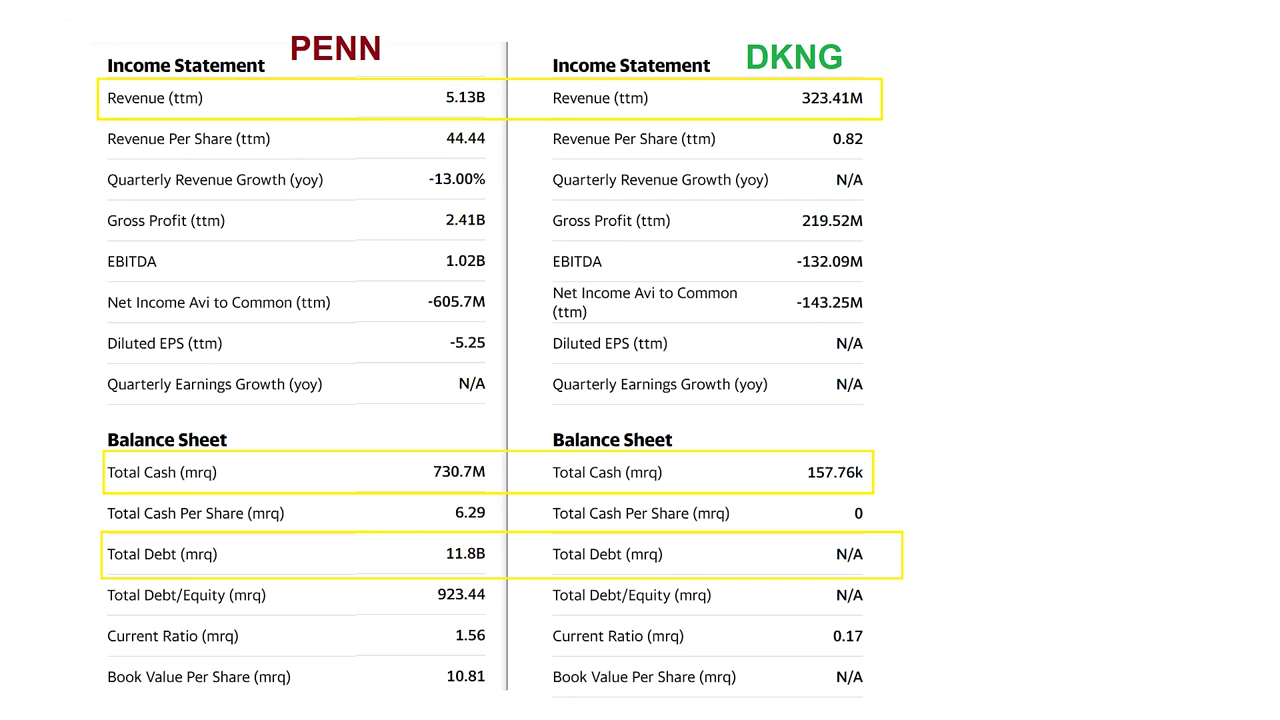 PENN
DKNG
Income Statement
Revenue (ttm) 5.13B
Revenue Per Share (ttm) 44.44
Quarterly Revenue Growth (yoy) -13.00%
Gross Profit (ttm) 2.41B
EBITDA 1.02B
Net Income Avi to Common (ttm) -605.7M
Diluted EPS (ttm) -5.25
Quarterly Earnings Growth (yoy) N/A
Balance Sheet
Total Cash (mrq) 730.7M
Total Cash Per Share (mrq) 6.29
Total Debt (mrq) 11.8B
Total Debt/Equity (mrq) 923.44
Current Ratio (mrq) 1.56
Book Value Per Share (mrq) 10.81
Income Statement
Revenue (ttm) 323.41M
Revenue Per Share (ttm) 0.82
Quarterly Revenue Growth (yoy) N/A
Gross Profit (ttm) 219.52M
EBITDA -132.09M
Net Income Avi to Common
(ttm) -143.25M
Diluted EPS (ttm) N/A
Quarterly Earnings Growth (yoy) N/A
Balance Sheet
Total Cash (mrq) 157.76k
Total Cash Per Share (mrq) 0
Total Debt (mrq) N/A
Total Debt/Equity (mrq) N/A
Current Ratio (mrq) 0.17
Book Value Per Share (mrq) N/A